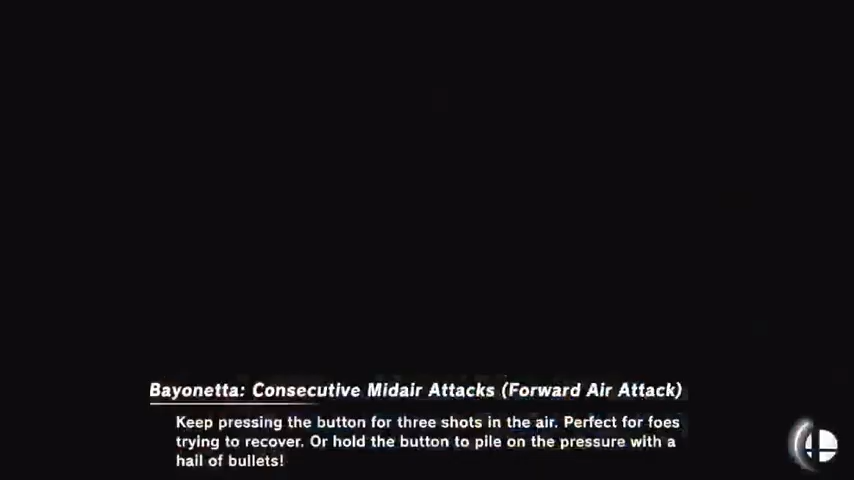 Bayonetta: Consecutive Midair Attacks (Forward Air Attack)
Keep pressing the button for three shots in the air. Perfect for foes
trying to recover. Or hold the button to pile on the pressure with a
hail of bullets!